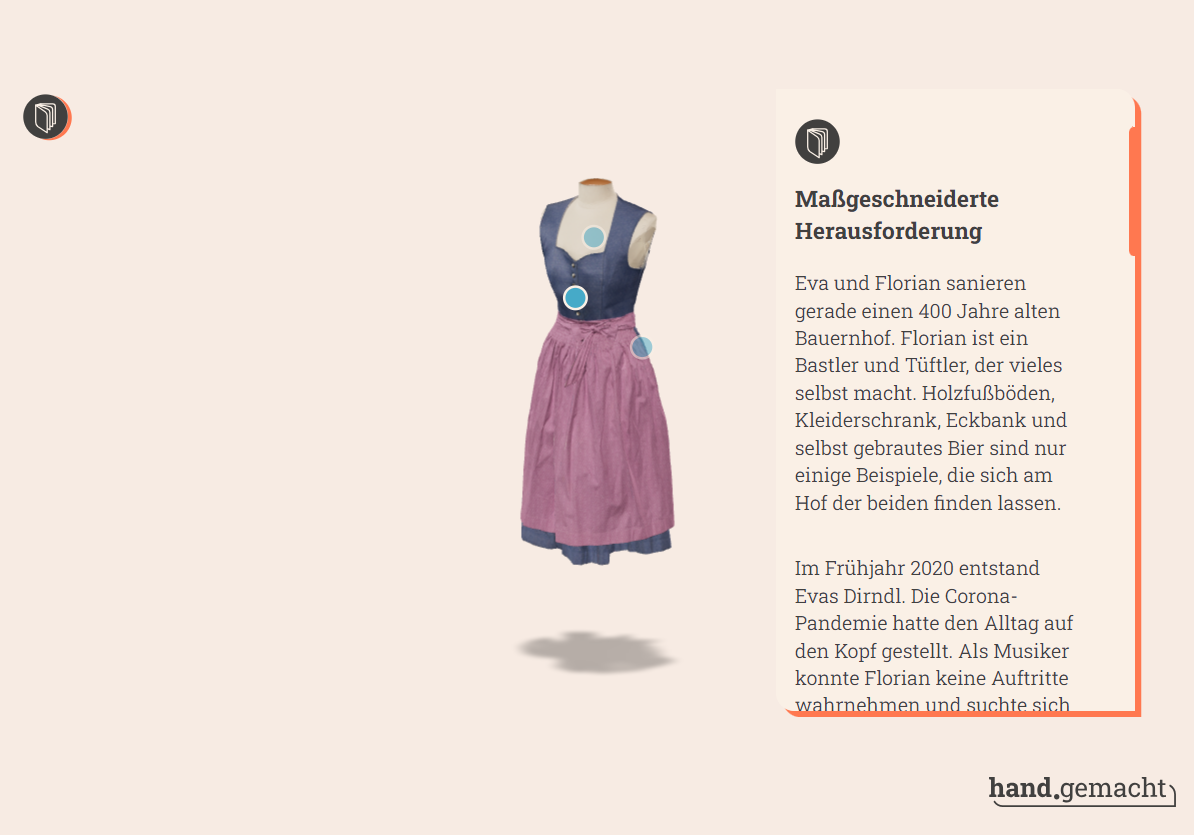 Maßgeschneiderte
Herausforderung
Eva und Florian sanieren
gerade einen 400 Jahre alten
Bauernhof. Florian ist ein
Bastler und Tüftler, der vieles
selbst macht. Holzfußböden,
Kleiderschrank, Eckbank und
selbst gebrautes Bier sind nur
einige Beispiele, die sich am
Hof der beiden finden lassen.
Im Frühjahr 2020 entstand
Evas Dirndl. Die Corona-
Pandemie hatte den Alltag auf
den Kopf gestellt. Als Musiker
konnte Florian keine Auftritte
wahrnehmen und suchte sich
hand.gemacht